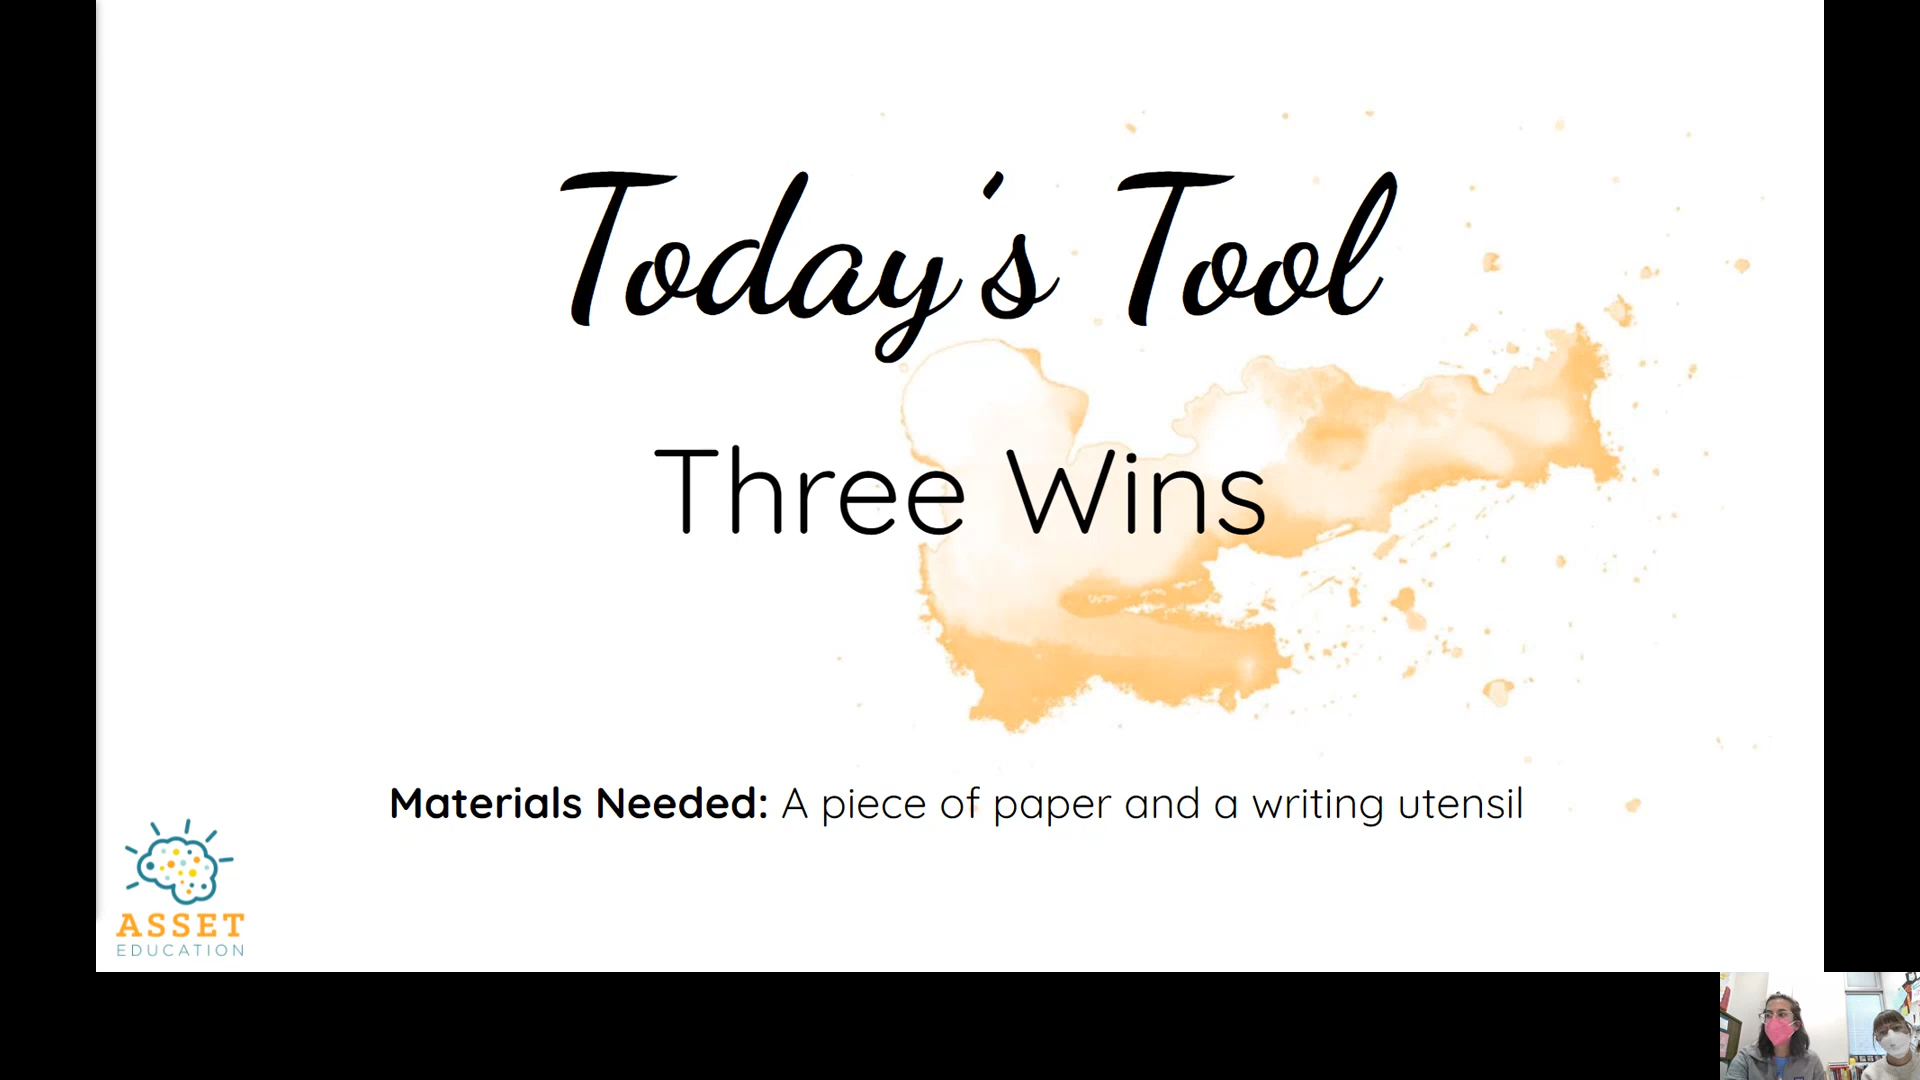 Today's Tool
Three Wins
Materials Needed: A piece of paper and a writing utensil
ASSET
EDUCATION